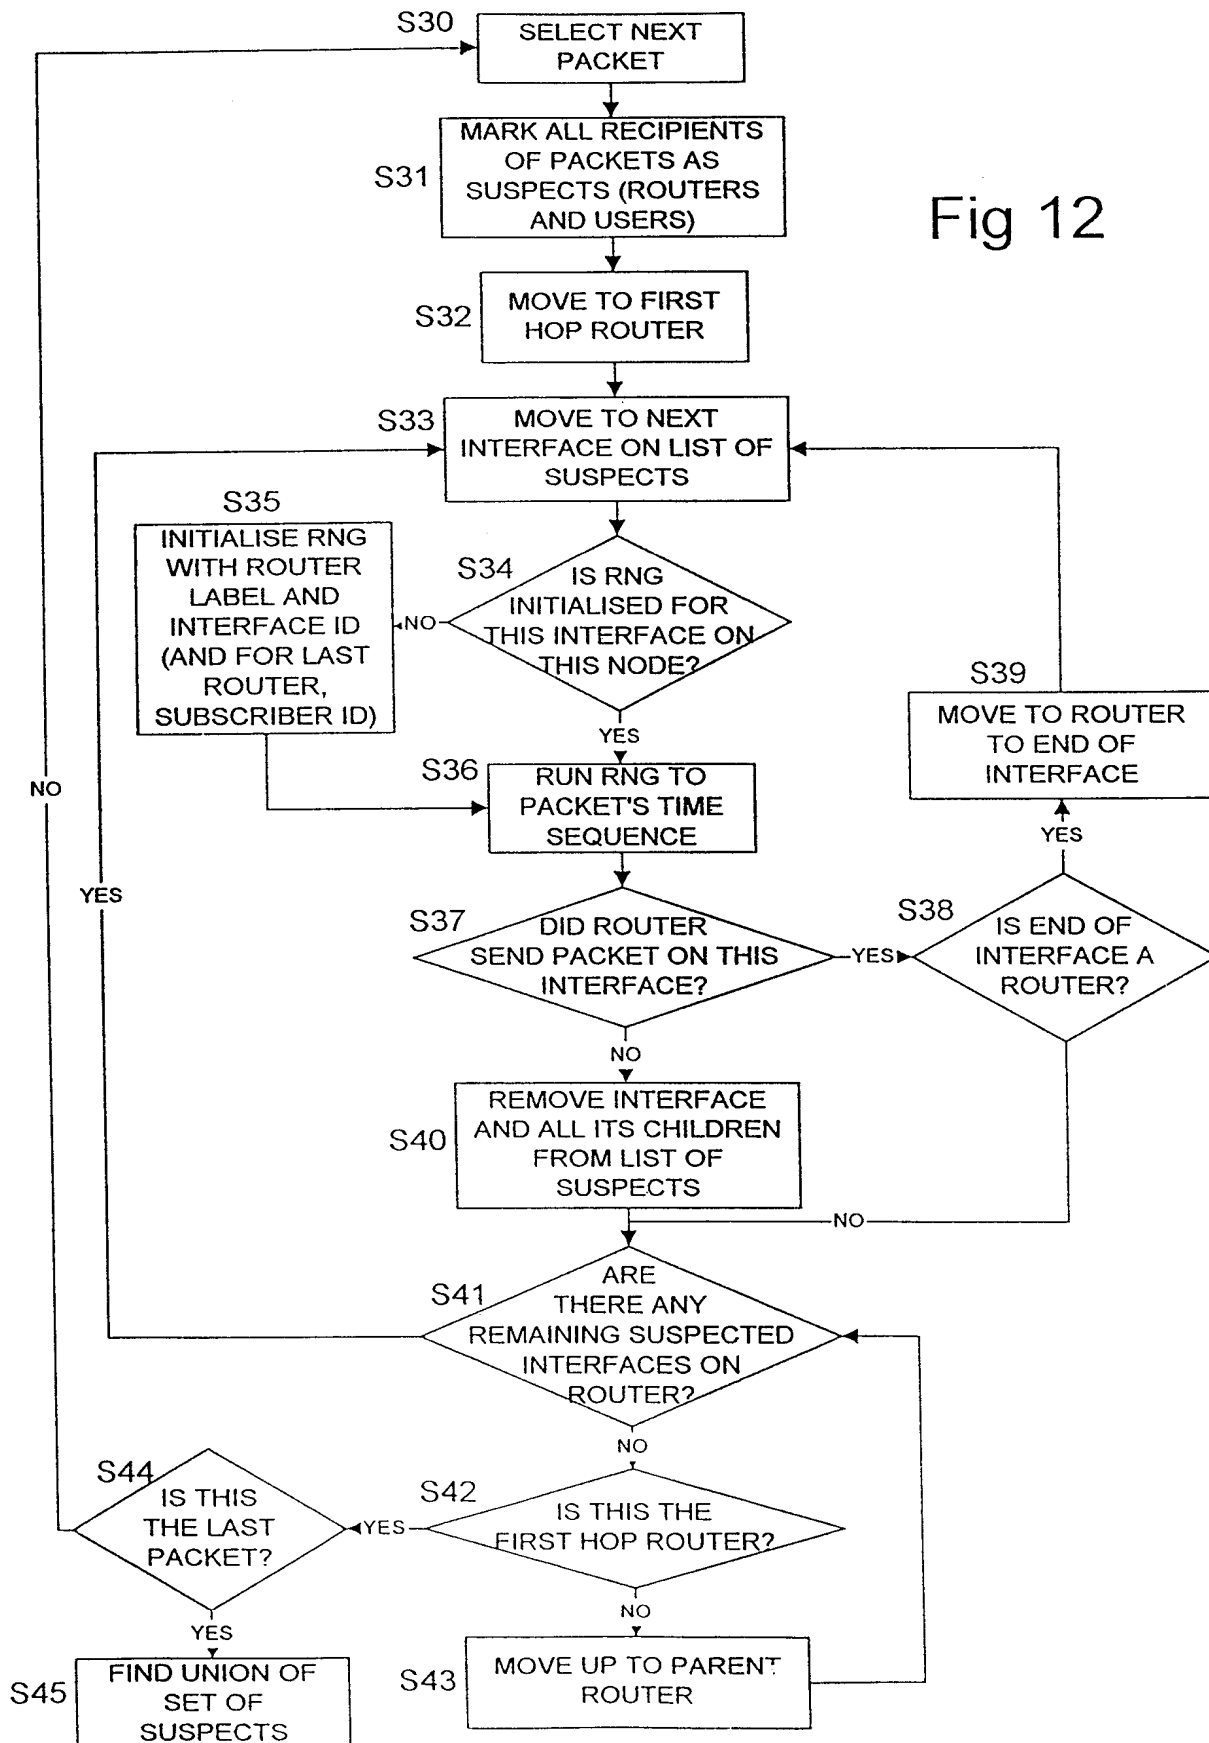 S30
SELECT NEXT
PACKET
S31
MARK ALL RECIPIENTS
OF PACKETS AS
SUSPECTS (ROUTERS
AND USERS)
Fig 12
S32
MOVE TO FIRST
HOP ROUTER
S33
MOVE TO NEXT
INTERFACE ON LIST OF
SUSPECTS
S35
INITIALISE RNG
WITH ROUTER
LABEL AND
INTERFACE ID
(AND FOR LAST
ROUTER,
SUBSCRIBER ID)
S34
IS RNG
INITIALISED FOR
THIS INTERFACE ON
THIS NODE?
NO
YES
S36
RUN RNG TO
PACKET'S TIME
SEQUENCE
S39
MOVE TO ROUTER
TO END OF
INTERFACE
YES
NO
YES
S37
DID ROUTER
SEND PACKET ON THIS
INTERFACE?
YES
S38
IS END OF
INTERFACE A
ROUTER?
NO
S40
REMOVE INTERFACE
AND ALL ITS CHILDREN
FROM LIST OF
SUSPECTS
NO
S41
ARE
THERE ANY
REMAINING SUSPECTED
INTERFACES ON
ROUTER?
NO
S42
IS THIS THE
FIRST HOP ROUTER?
YES
S44
IS THIS
THE LAST
PACKET?
NO
YES
S43
MOVE UP TO PARENT
ROUTER
S45
FIND UNION OF
SET OF
SUSPECTS